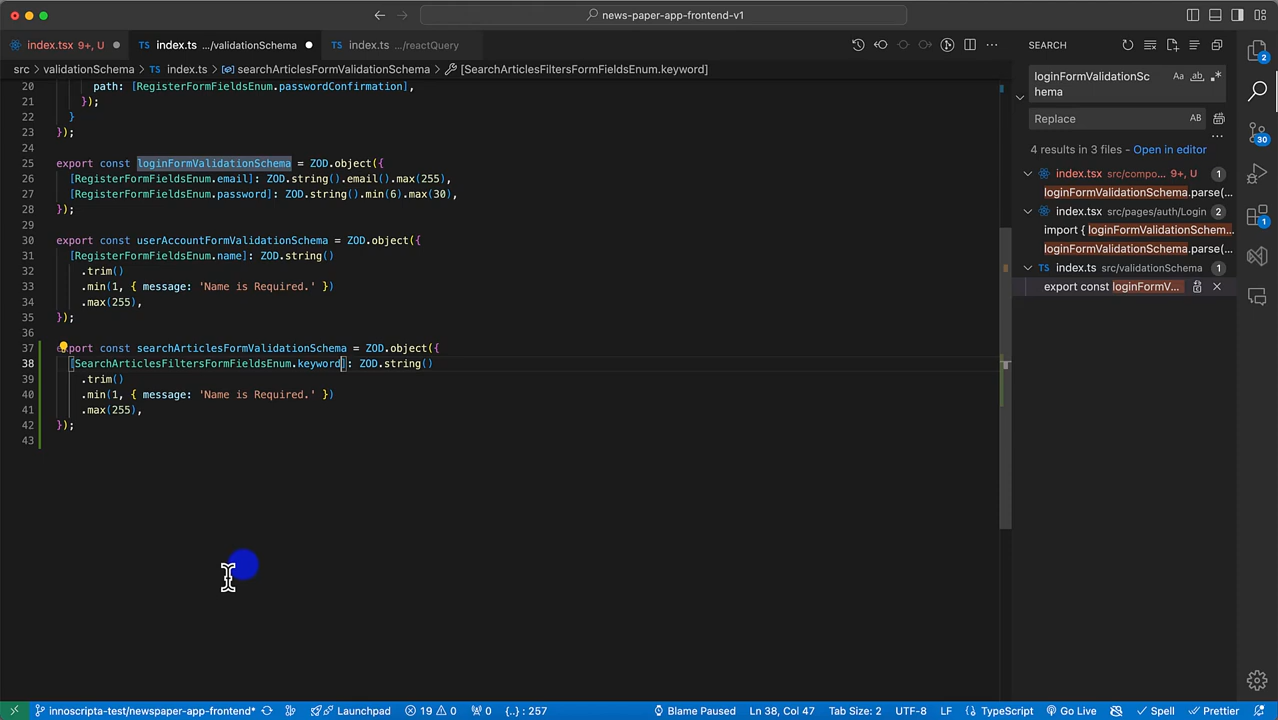 news-paper-app-frontend-v1
index.tsx 9+, U
index.ts .../validationSchema
index.ts .../reactQuery
src validationSchema index.ts searchArticlesFormValidationSchema [SearchArticlesFiltersFormFieldsEnum.keyword]
20 path: [RegisterFormFieldsEnum.passwordConfirmation],
21 });
22 }
23 });
24
25 export const loginFormValidationSchema = ZOD.object({
26 [RegisterFormFieldsEnum.email]: ZOD.string().email().max(255),
27 [RegisterFormFieldsEnum.password]: ZOD.string().min(6).max(30),
28 });
29
30 export const userAccountFormValidationSchema = ZOD.object({
31 [RegisterFormFieldsEnum.name]: ZOD.string()
32 .trim()
33 .min(1, { message: 'Name is Required.' })
34 .max(255),
35 });
36
37 export const searchArticlesFormValidationSchema = ZOD.object({
38 [SearchArticlesFiltersFormFieldsEnum.keyword]: ZOD.string()
39 .trim()
40 .min(1, { message: 'Name is Required.' })
41 .max(255),
42 });
43
SEARCH
loginFormValidationSc
hema
Aa ab
Replace
AB
4 results in 3 files - Open in editor
index.tsx src/compo... 9+, U 1
loginFormValidationSchema.parse(...
index.tsx src/pages/auth/Login 2
import { loginFormValidationSchem...
loginFormValidationSchema.parse(...
index.ts src/validationSchema 1
export const loginFormV...
2
30
1
innoscripta-test/newspaper-app-frontend* Launchpad 19 0 0 {..} : 257 Blame Paused Ln 38, Col 47 Tab Size: 2 UTF-8 LF TypeScript Go Live Spell Prettier